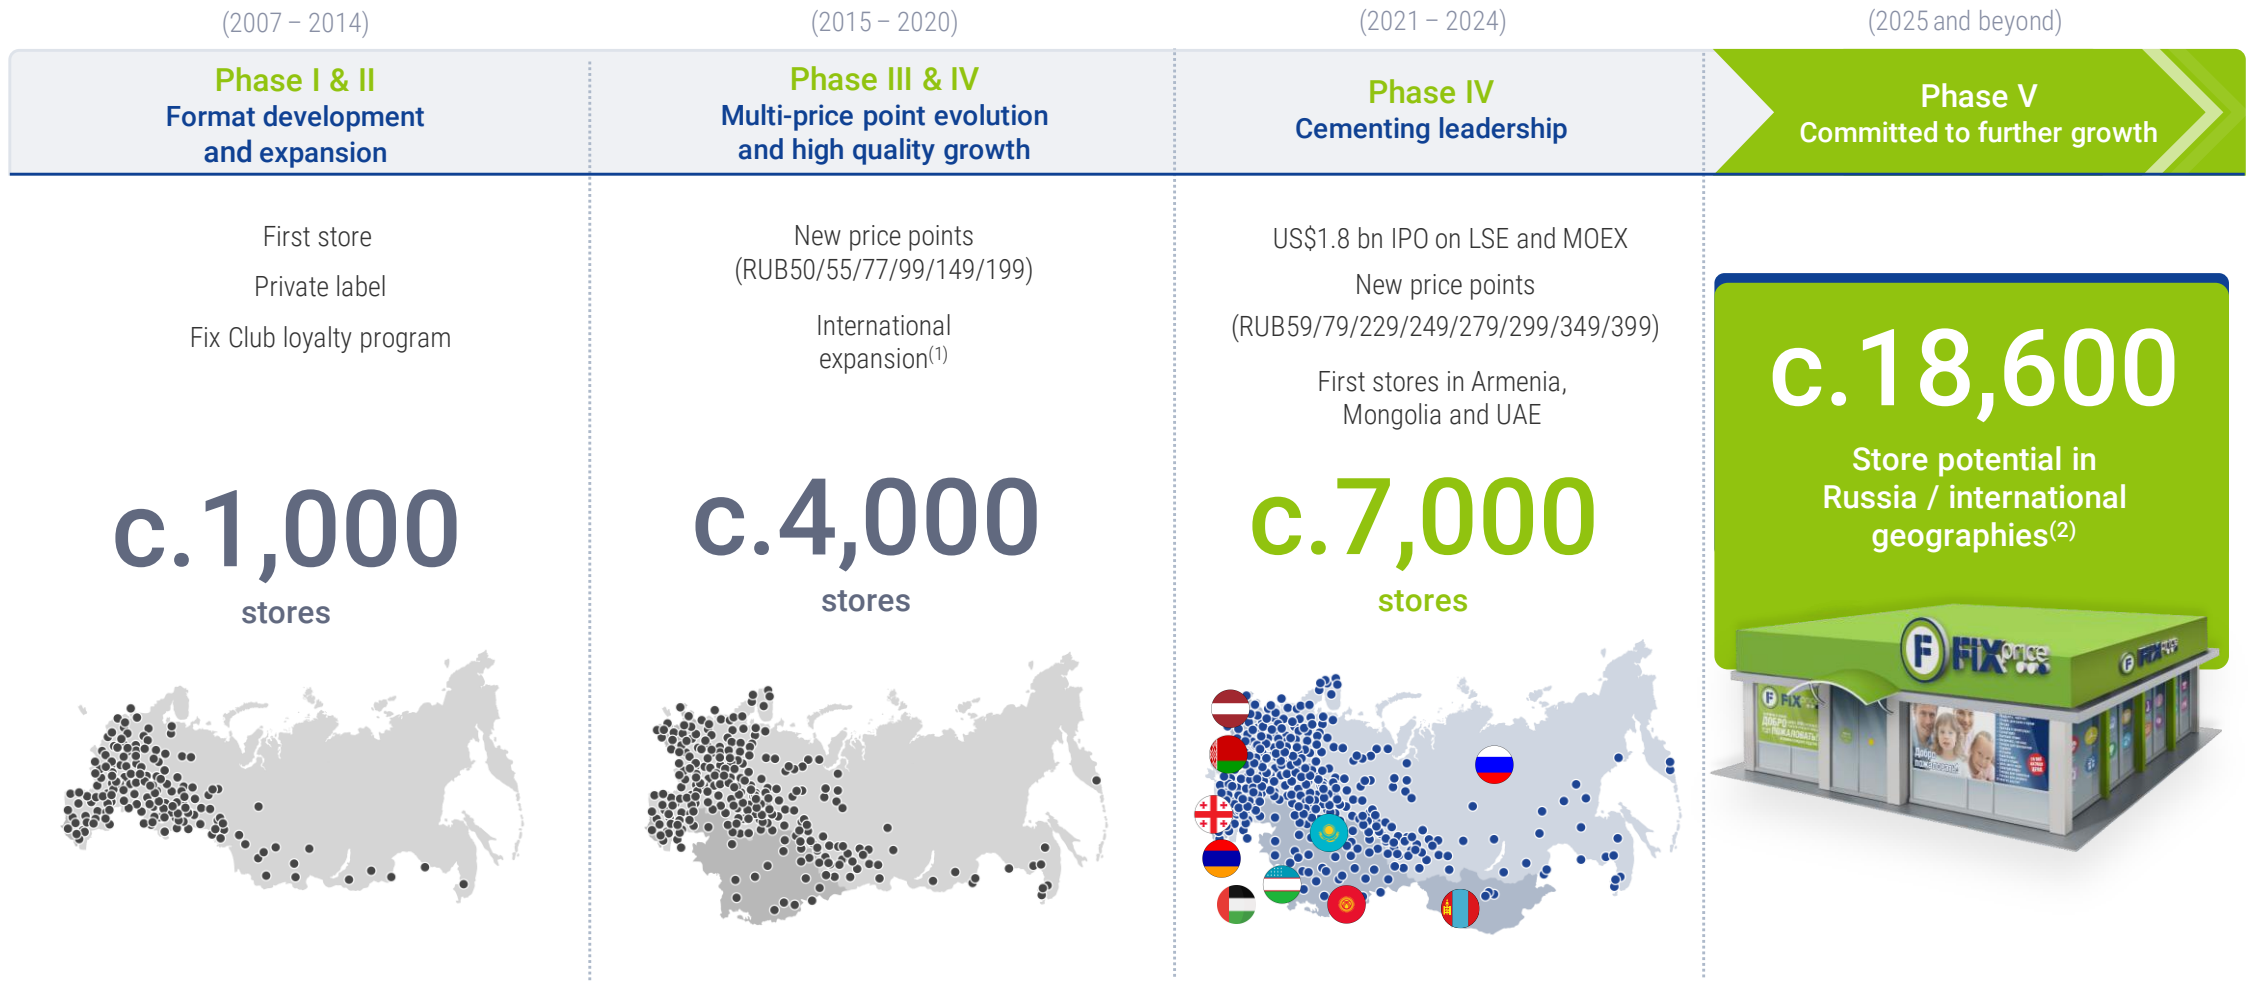 (2007 – 2014)
Phase I & II
Format development
and expansion
First store
Private label
Fix Club loyalty program
c.1,000
stores
(2015 – 2020)
Phase III & IV
Multi-price point evolution
and high quality growth
New price points
(RUB50/55/77/99/149/199)
International
expansion(1)
c.4,000
stores
(2021 – 2024)
Phase IV
Cementing leadership
US$1.8 bn IPO on LSE and MOEX
New price points
(RUB59/79/229/249/279/299/349/399)
First stores in Armenia,
Mongolia and UAE
c.7,000
stores
(2025 and beyond)
Phase V
Committed to further growth
c.18,600
Store potential in
Russia / international
geographies(2)
F FIX price
F FIX
ДОБРО
ПОЖАЛОВАТЬ!